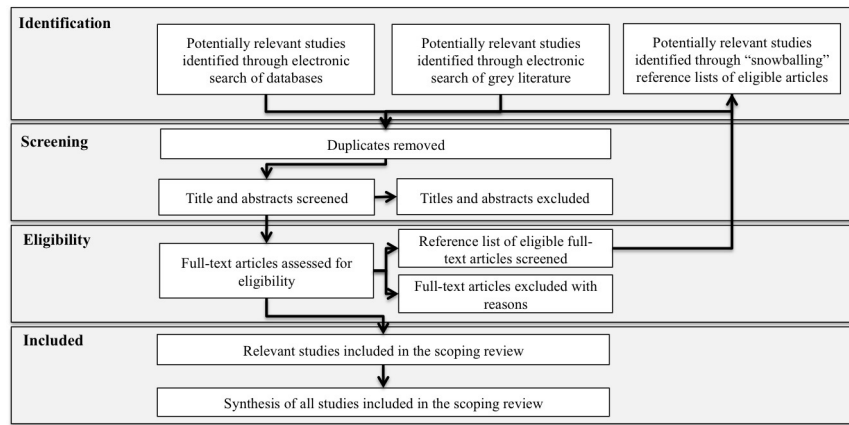 Identification
Potentially relevant studies
identified through electronic
search of databases
Potentially relevant studies
identified through electronic
search of grey literature
Potentially relevant studies
identified through “snowballing”
reference lists of eligible articles
Screening
Duplicates removed
Title and abstracts screened
Titles and abstracts excluded
Eligibility
Full-text articles assessed for
eligibility
Reference list of eligible full-
text articles screened
Full-text articles excluded with
reasons
Included
Relevant studies included in the scoping review
Synthesis of all studies included in the scoping review